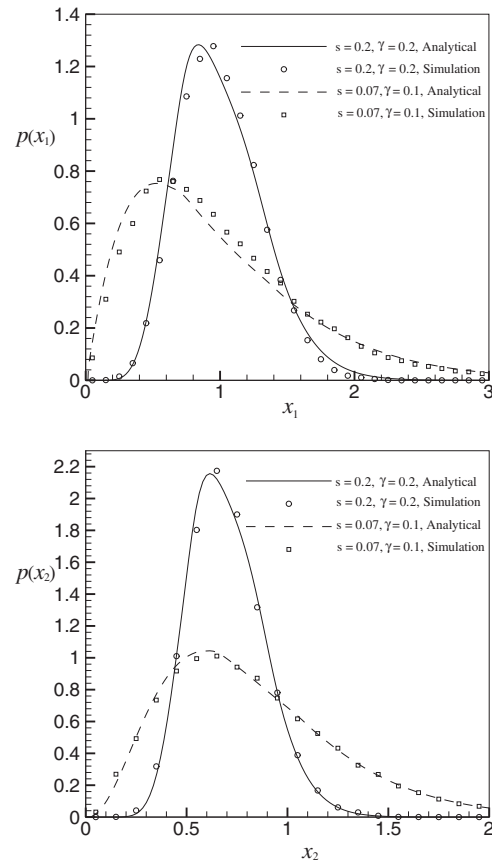 1.4
s = 0.2, γ = 0.2, Analytical
1.2
s = 0.2, γ = 0.2, Simulation
s = 0.07, γ = 0.1, Analytical
1
s = 0.07, γ = 0.1, Simulation
p(x₁)
0.8
0.6
0.4
0.2
0
0 1 2 3
x₁
2.2
s = 0.2, γ = 0.2, Analytical
2
s = 0.2, γ = 0.2, Simulation
1.8
s = 0.07, γ = 0.1, Analytical
1.6
s = 0.07, γ = 0.1, Simulation
p(x₂)
1.4
1.2
1
0.8
0.6
0.4
0.2
0
0 0.5 1 1.5 2
x₂